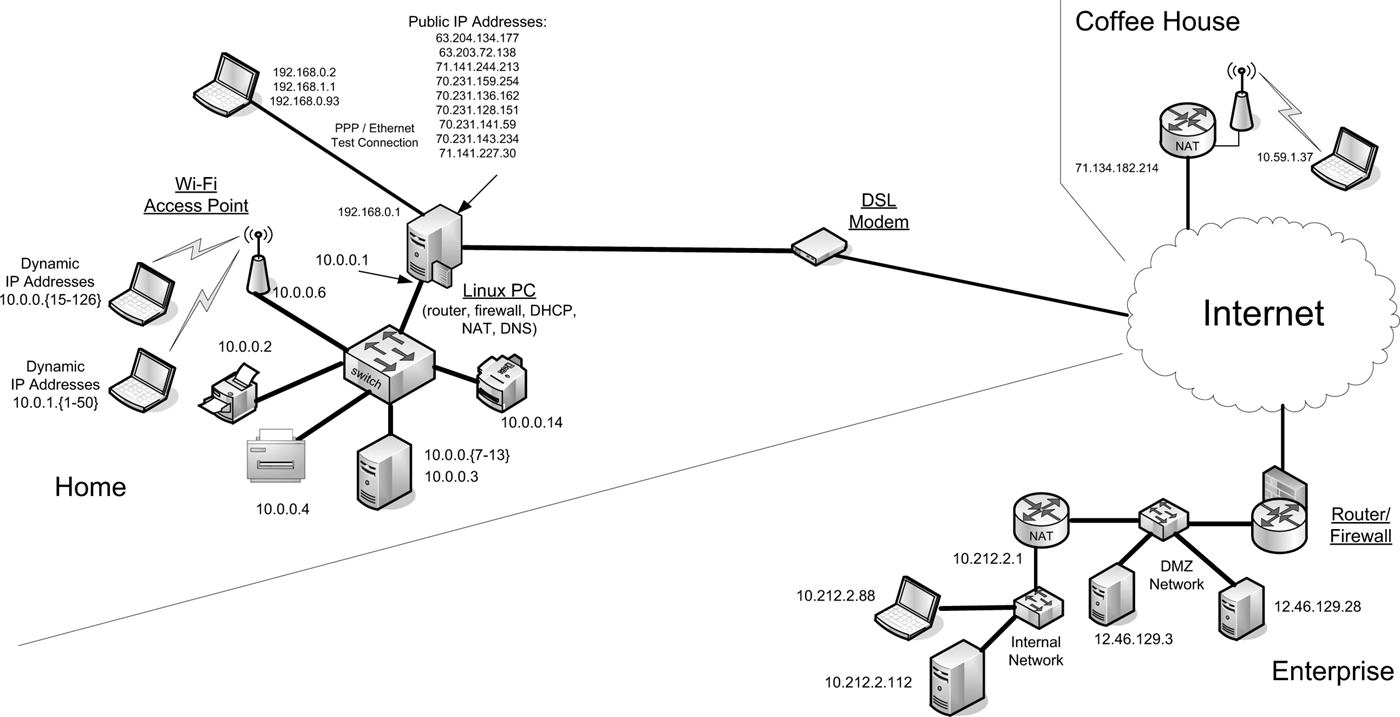 Public IP Addresses:
63.204.134.177
63.203.72.138
71.141.244.213
70.231.159.254
70.231.136.162
70.231.128.151
70.231.141.59
70.231.143.234
71.141.227.30
192.168.0.2
192.168.1.1
192.168.0.93
PPP / Ethernet
Test Connection
192.168.0.1
Wi-Fi
Access Point
Dynamic
IP Addresses
10.0.0.{15-126}
10.0.0.6
10.0.0.1
Linux PC
(router, firewall, DHCP,
NAT, DNS)
DSL
Modem
Dynamic
IP Addresses
10.0.1.{1-50}
10.0.0.2
switch
10.0.0.14
10.0.0.4
10.0.0.{7-13}
10.0.0.3
Home
Coffee House
NAT
71.134.182.214
10.59.1.37
Internet
Router/
Firewall
NAT
10.212.2.1
DMZ
Network
10.212.2.88
Internal
Network
12.46.129.3
12.46.129.28
10.212.2.112
Enterprise